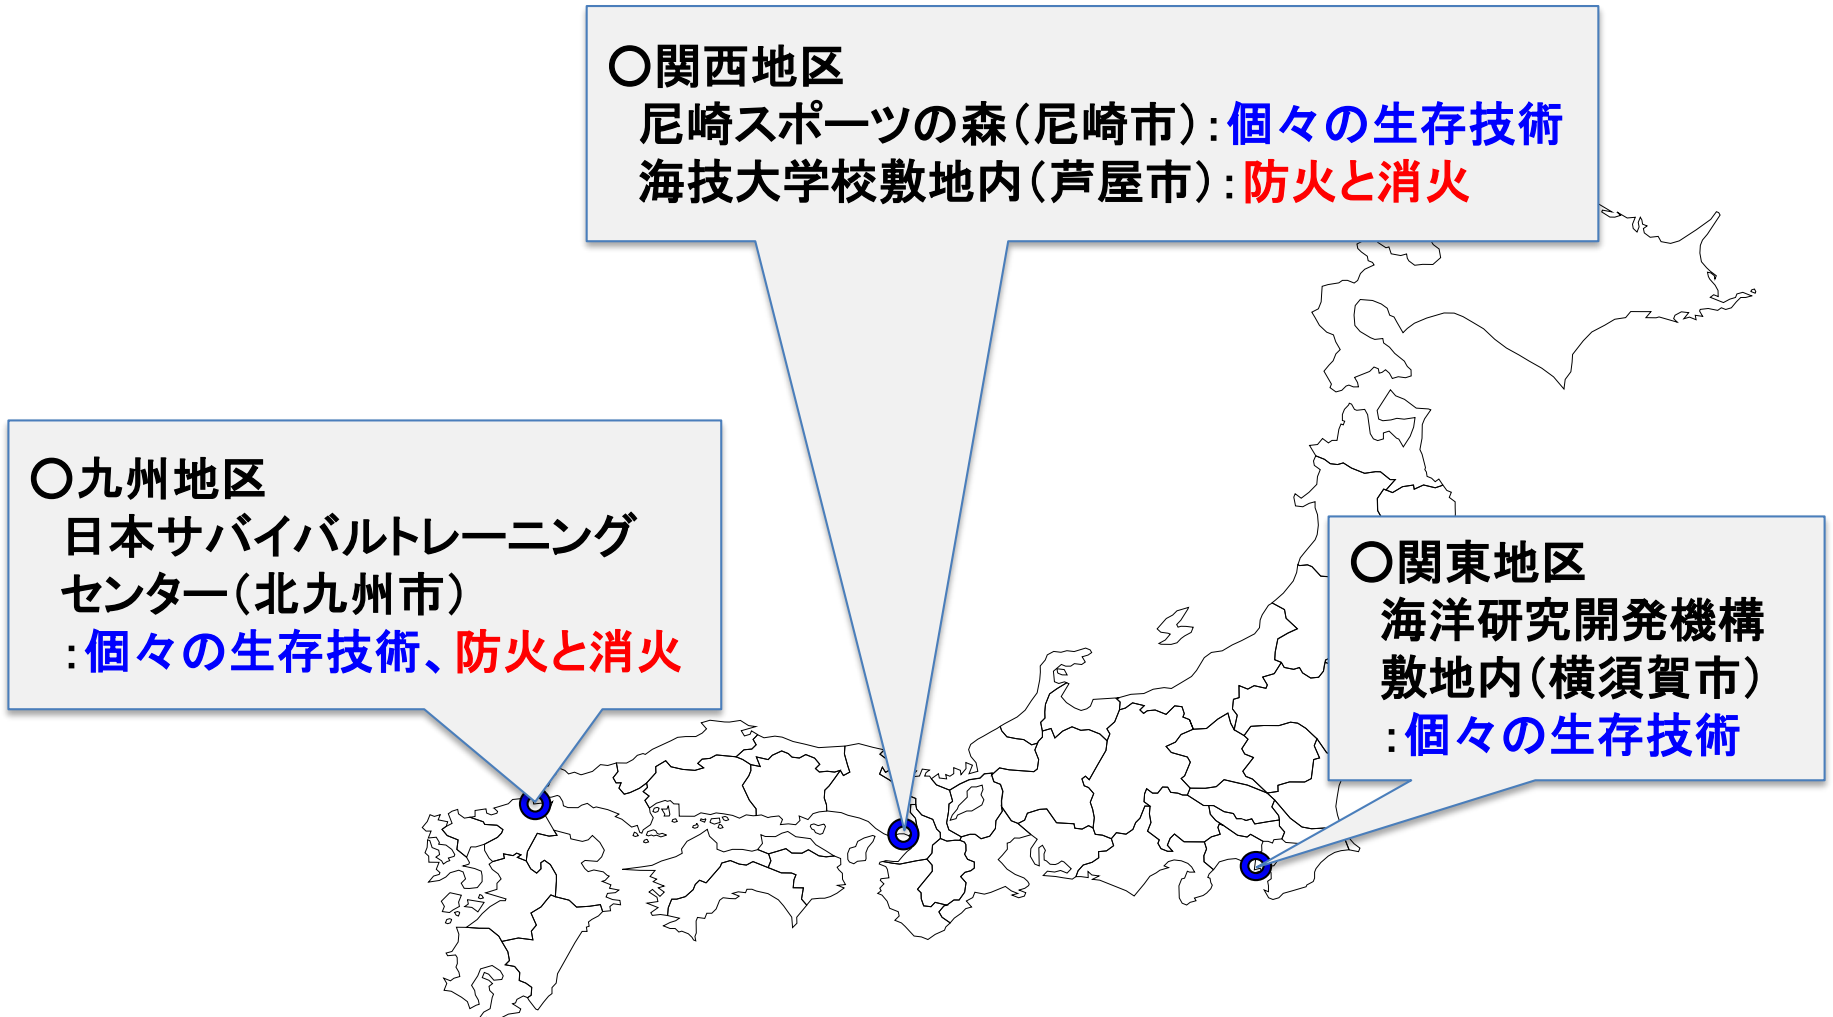 〇関西地区
尼崎スポーツの森（尼崎市）：個々の生存技術
海技大学校敷地内（芦屋市）：防火と消火
〇九州地区
日本サバイバルトレーニング
センター（北九州市）
：個々の生存技術、防火と消火
〇関東地区
海洋研究開発機構
敷地内（横須賀市）
：個々の生存技術